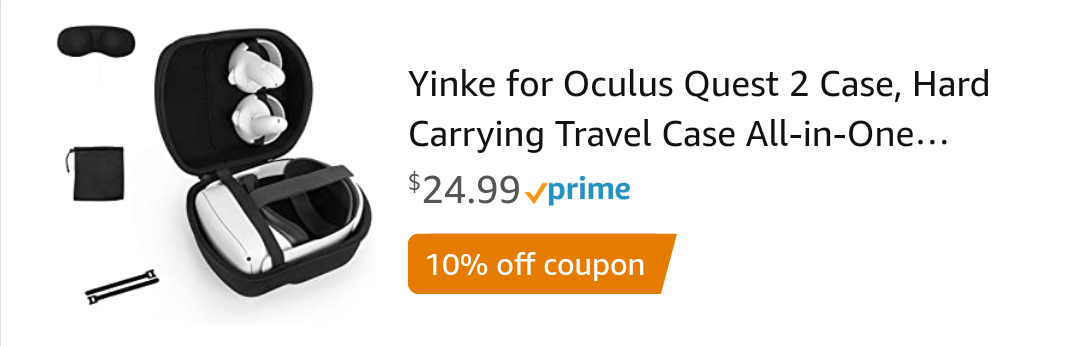 Yinke for Oculus Quest 2 Case, Hard
Carrying Travel Case All-in-One…
$24.99 prime
10% off coupon